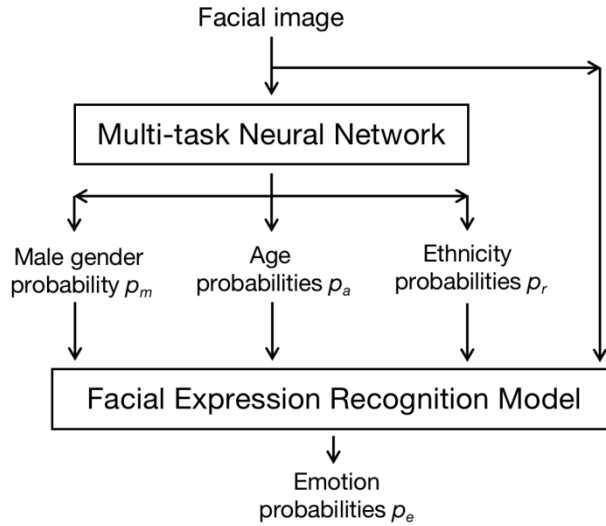 Facial image
Multi-task Neural Network
Male gender
probability pₘ
Age
probabilities pₐ
Ethnicity
probabilities pᵣ
Facial Expression Recognition Model
Emotion
probabilities pₑ